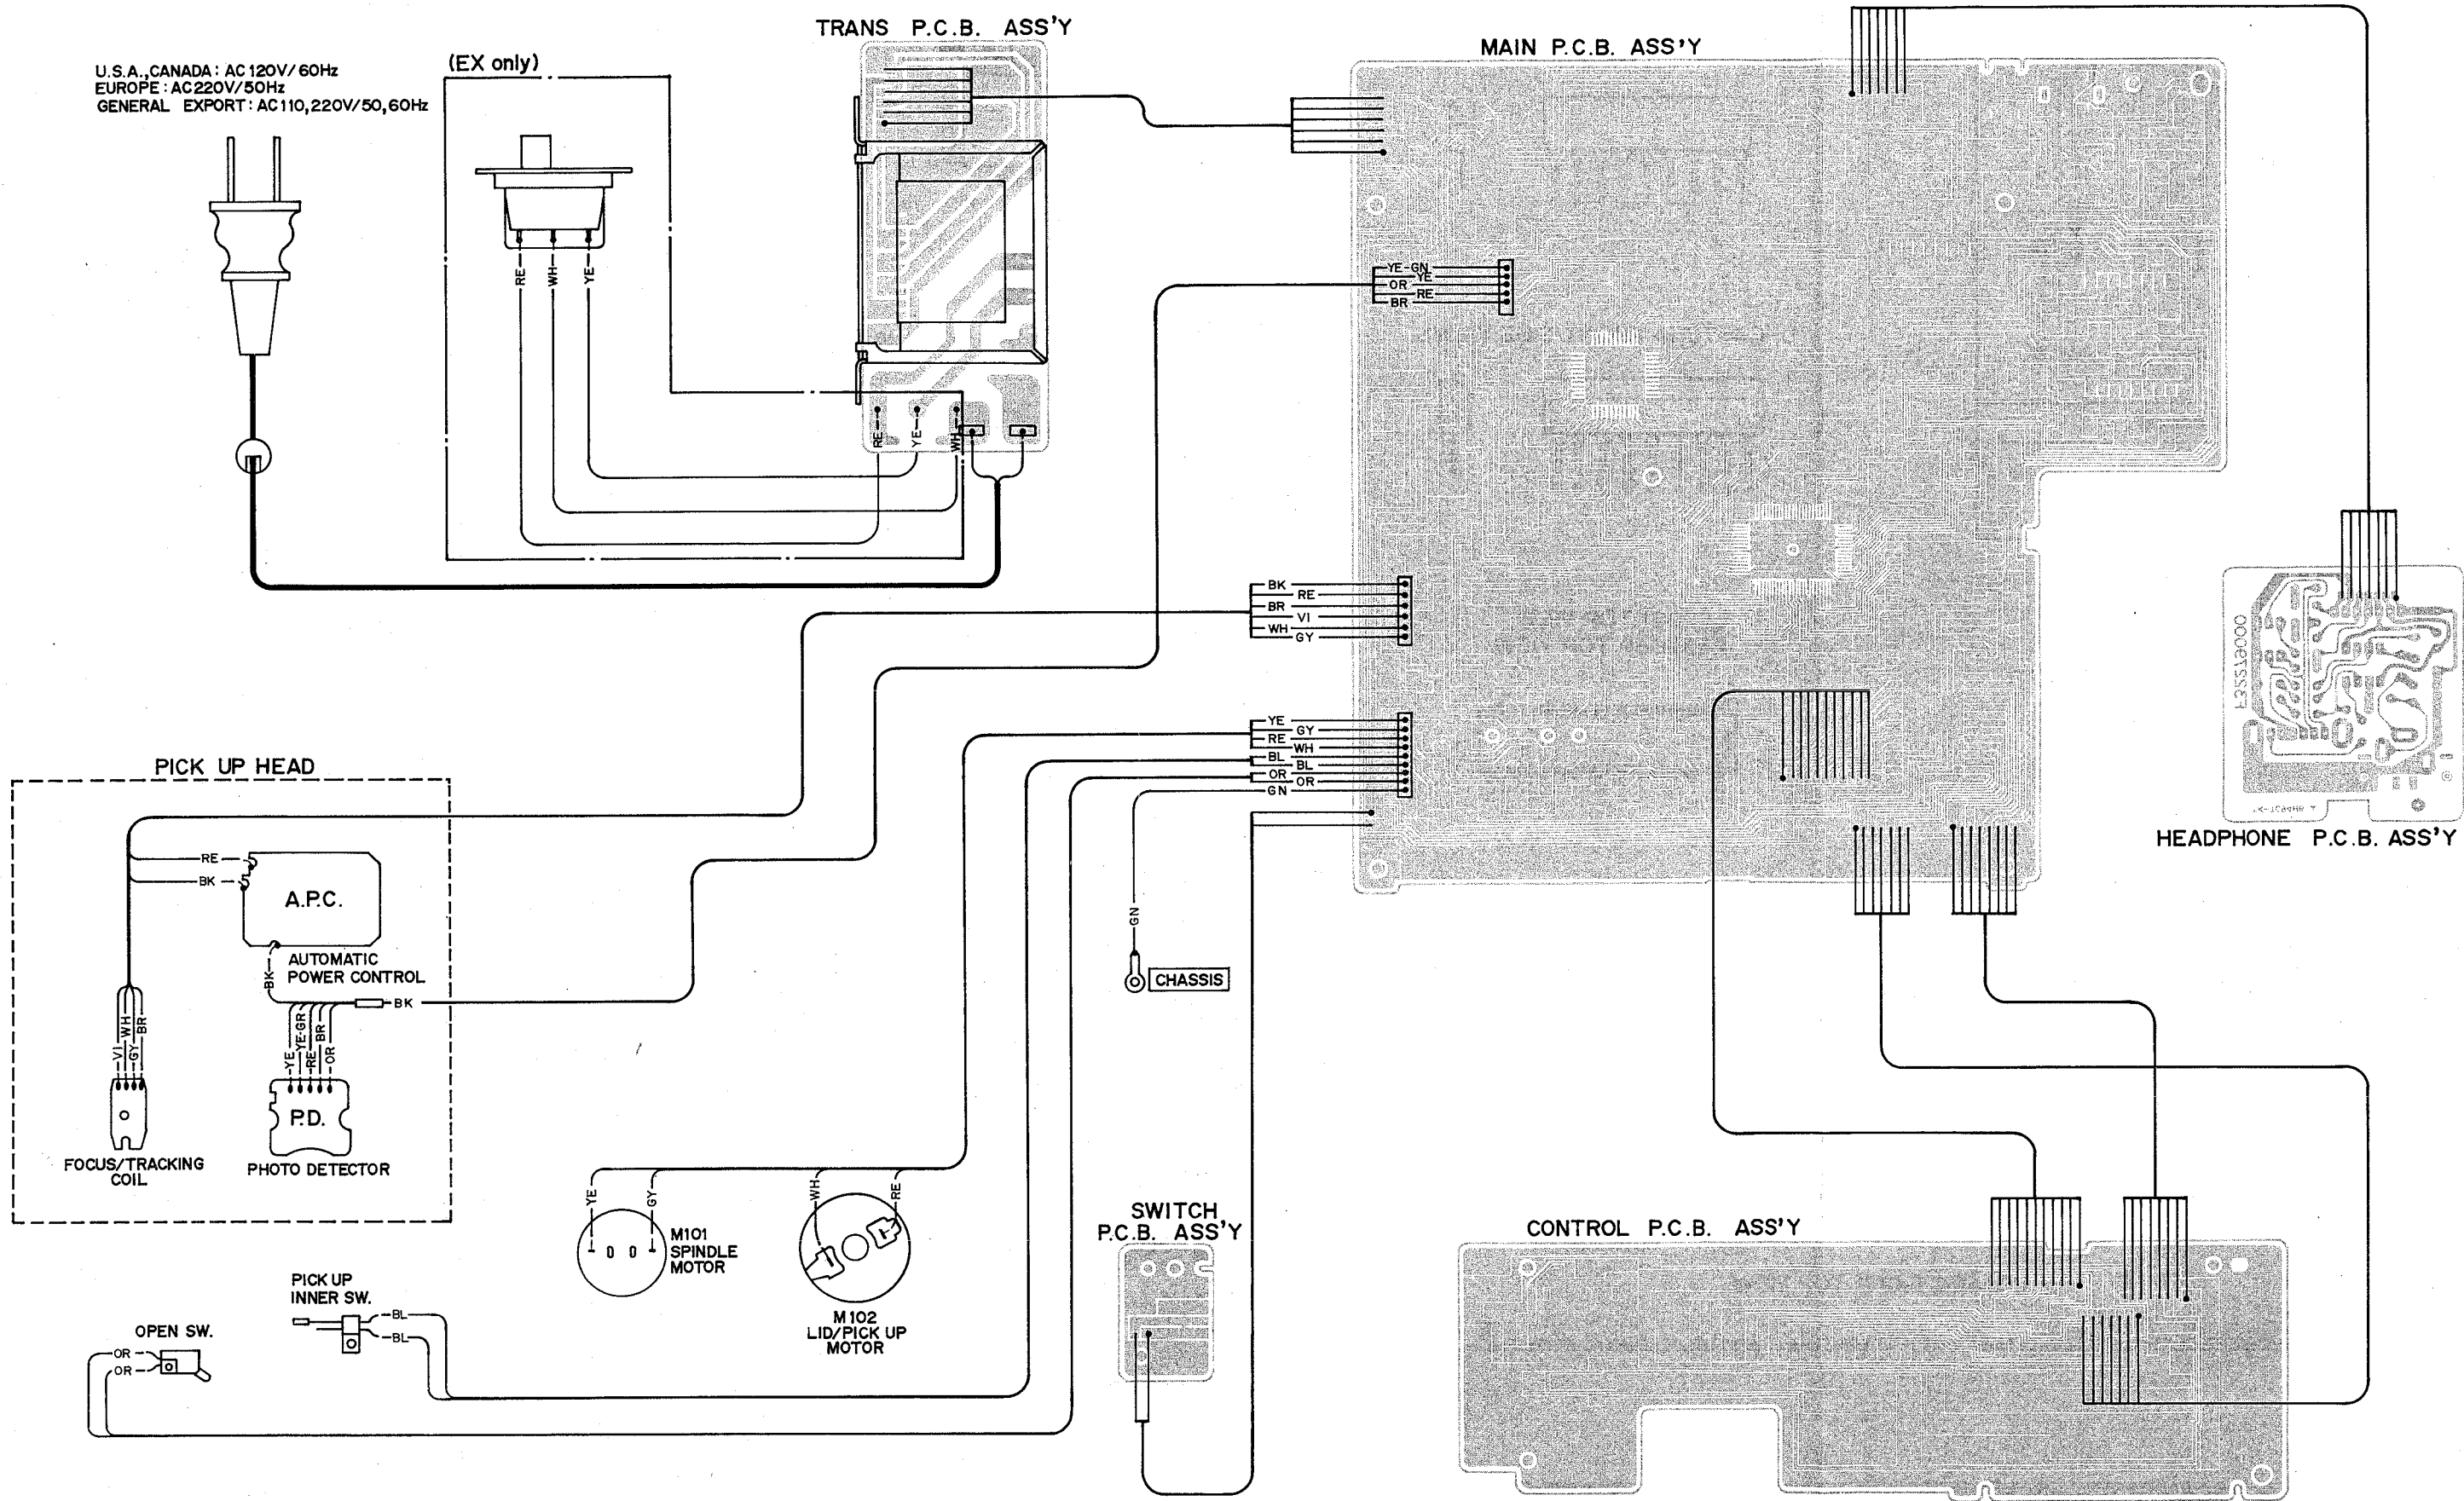 TRANS P.C.B. ASS'Y
MAIN P.C.B. ASS'Y
U.S.A.,CANADA: AC 120V/60Hz
EUROPE: AC220V/50Hz
GENERAL EXPORT: AC110,220V/50,60Hz
(EX only)
RE
WH
YE
RE
YE
WH
YE-GN
YE
OR
RE
BR
BK
RE
BR
VI
WH
GY
YE
GY
RE
WH
BL
BL
OR
OR
GN
F3279000
HEADPHONE P.C.B. ASS'Y
PICK UP HEAD
RE
BK
A.P.C.
AUTOMATIC
POWER CONTROL
BK
BK
VI
WH
GY
BR
YE
YE-GR
RE
BR
OR
P.D.
FOCUS/TRACKING
COIL
PHOTO DETECTOR
GN
CHASSIS
YE
GY
WH
RE
M101
SPINDLE
MOTOR
M102
LID/PICK UP
MOTOR
SWITCH
P.C.B. ASS'Y
CONTROL P.C.B. ASS'Y
PICK UP
INNER SW.
BL
BL
OPEN SW.
OR
OR